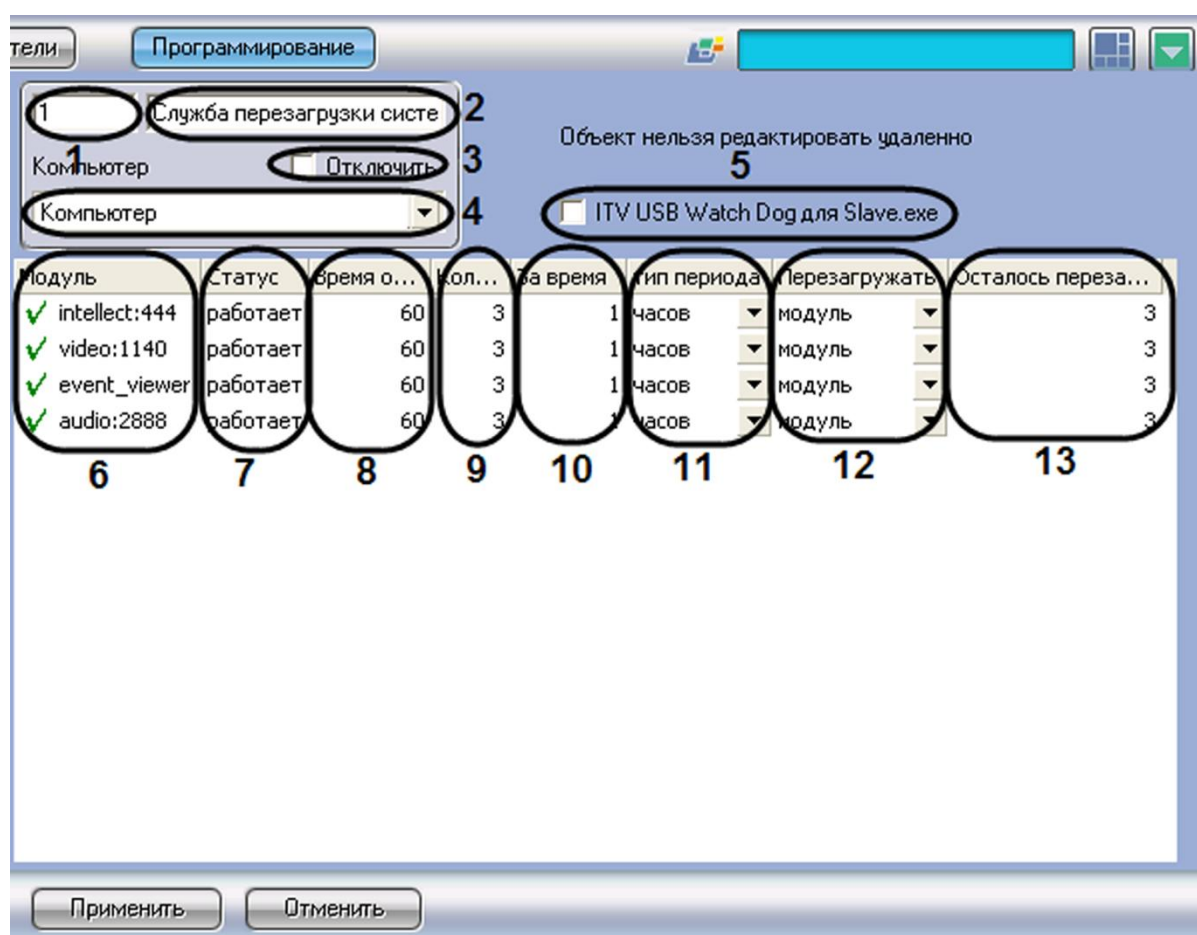 тели Программирование
1 Служба перезагрузки систе 2
Объект нельзя редактировать удаленно
1 Компьютер Отключить 3 5
Компьютер 4 ITV USB Watch Dog для Slave.exe
Модуль Статус Время о... Кол... За время Тип периода Перезагружать Осталось переза...
intellect:444 работает 60 3 1 часов модуль 3
video:1140 работает 60 3 1 часов модуль 3
event_viewer работает 60 3 1 часов модуль 3
audio:2888 работает 60 3 1 часов модуль 3
6 7 8 9 10 11 12 13
Применить Отменить